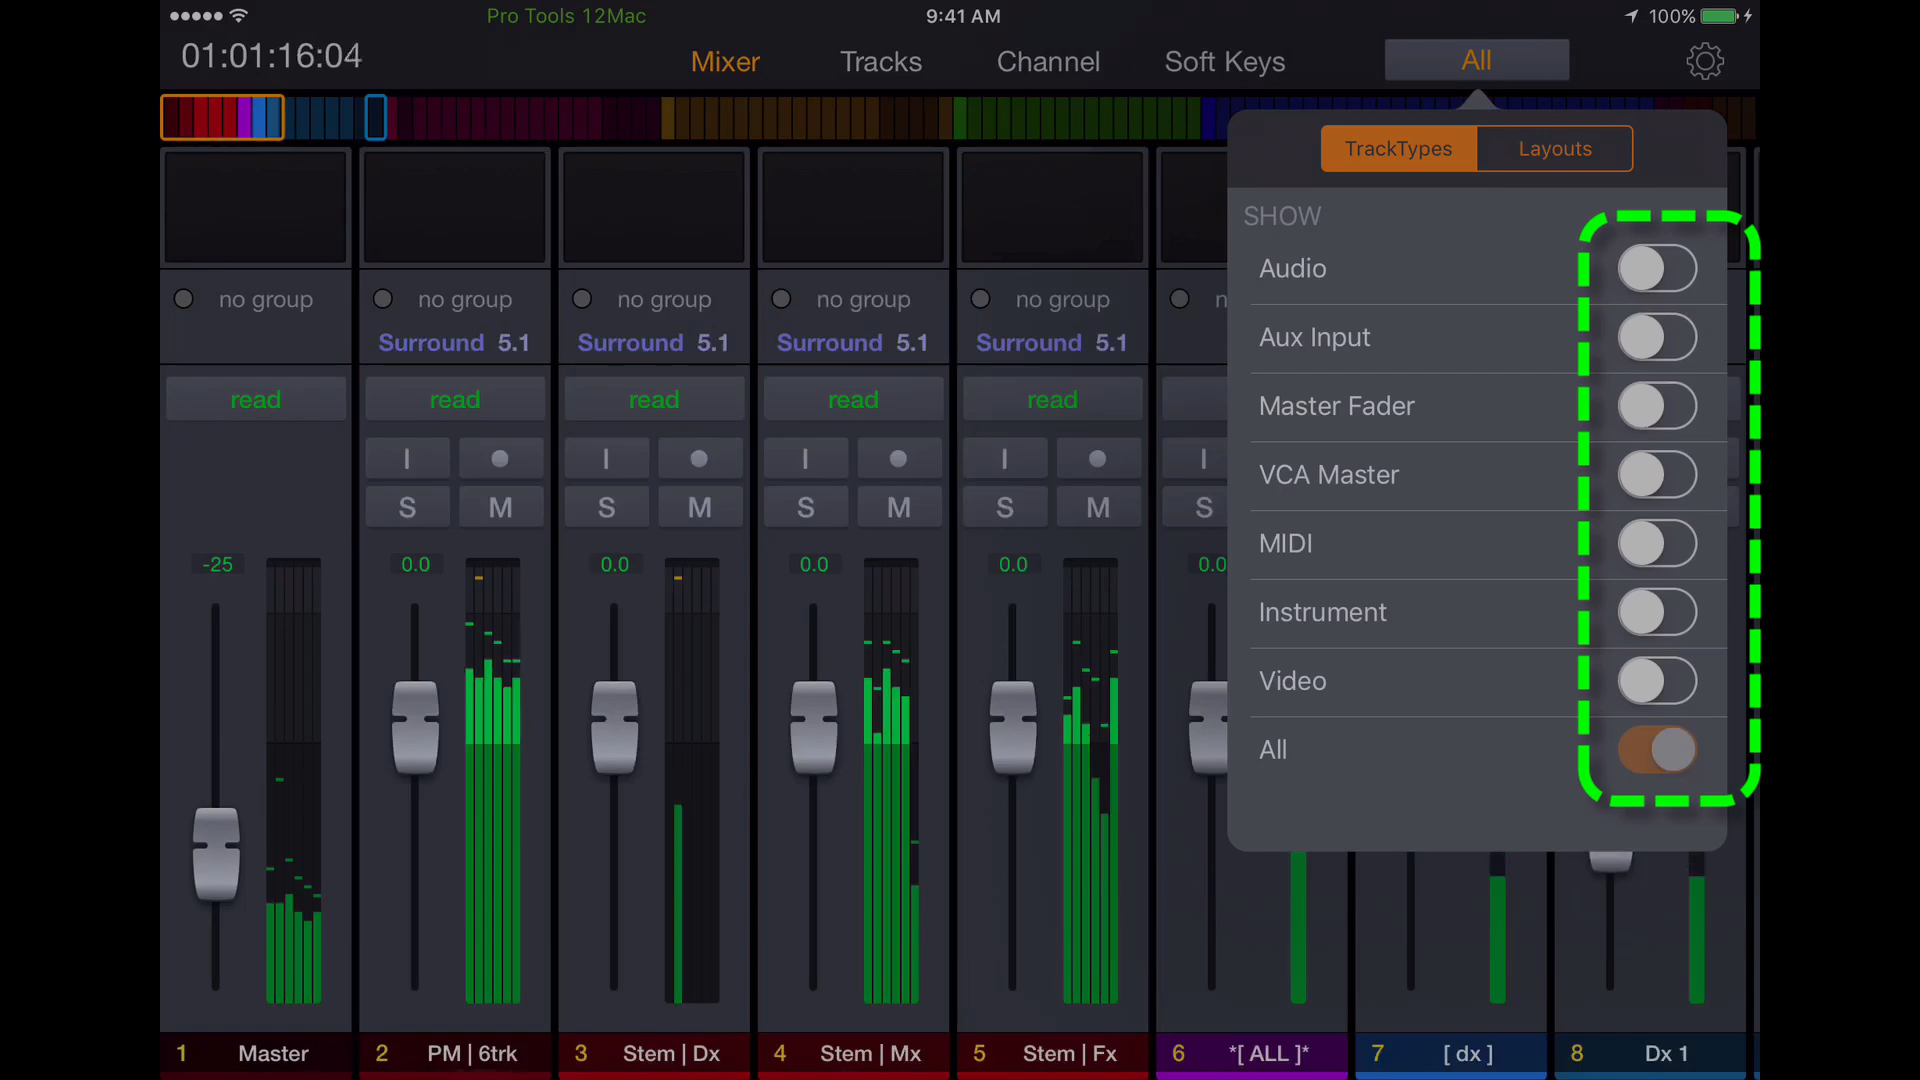 Pro Tools 12Mac
9:41 AM
100%
01:01:16:04
Mixer
Tracks
Channel
Soft Keys
All
TrackTypes
Layouts
SHOW
Audio
Aux Input
Master Fader
VCA Master
MIDI
Instrument
Video
All
no group
no group
no group
no group
no group
n
Surround 5.1
Surround 5.1
Surround 5.1
Surround 5.1
read
read
read
read
read
I
I
I
I
I
S M
S M
S M
S M
S
-25
0.0
0.0
0.0
0.0
0.0
1 Master
2 PM | 6trk
3 Stem | Dx
4 Stem | Mx
5 Stem | Fx
6 *[ ALL ]*
7 [ dx ]
8 Dx 1